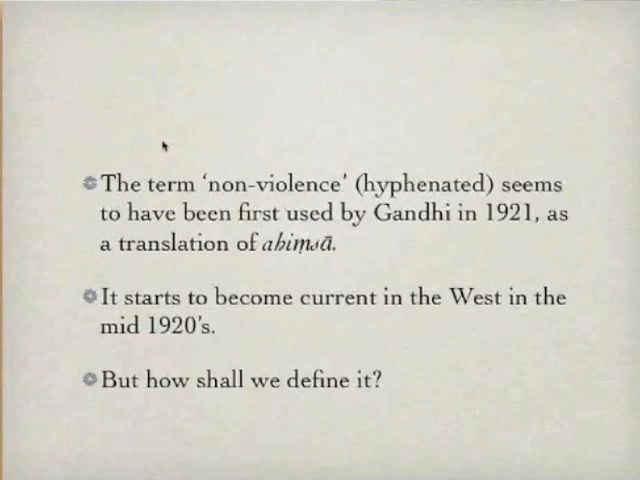 The term ‘non-violence’ (hyphenated) seems
to have been first used by Gandhi in 1921, as
a translation of ahiṃsā.
It starts to become current in the West in the
mid 1920’s.
But how shall we define it?